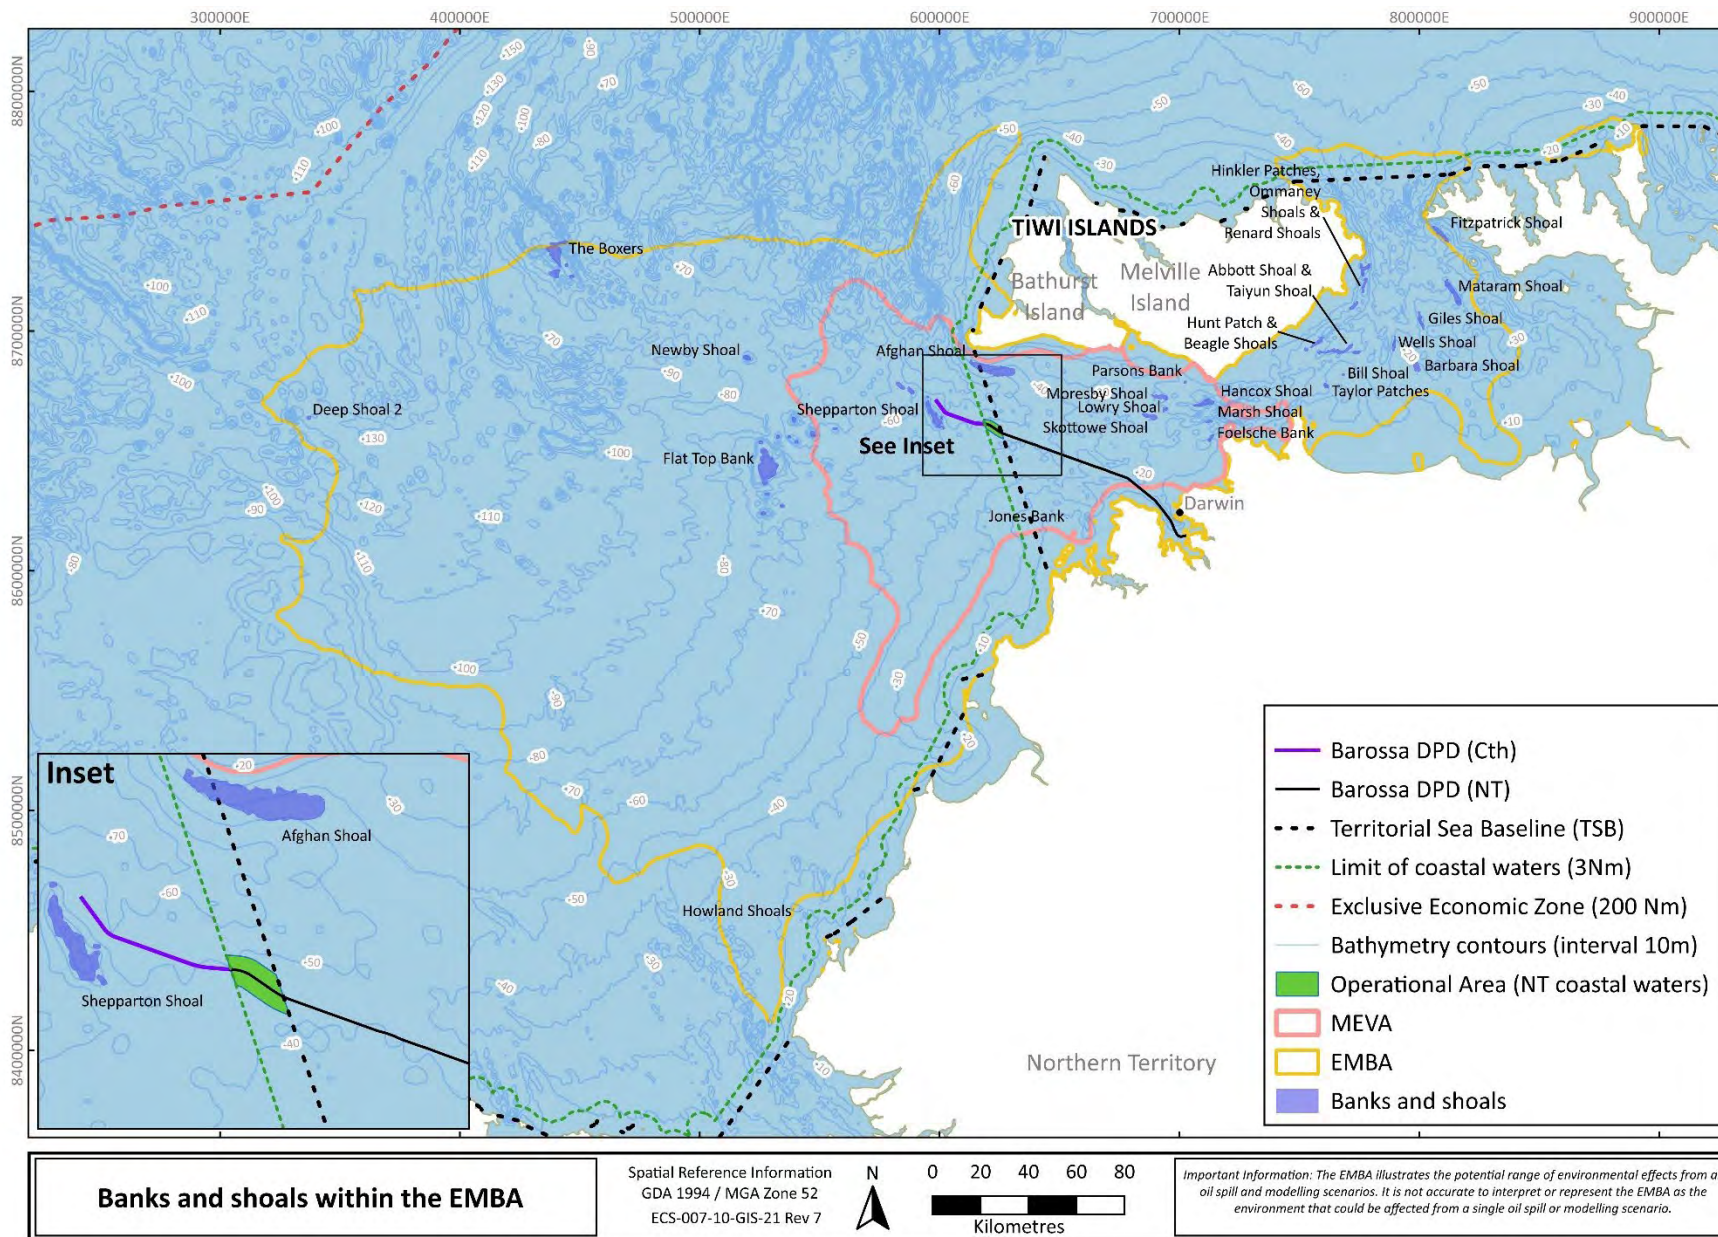 300000E
400000E
500000E
600000E
700000E
800000E
900000E
8800000N
8700000N
8600000N
8500000N
8400000N
Hinkler Patches,
Ommaney
Shoals &
Renard Shoals
TIWI ISLANDS
Fitzpatrick Shoal
The Boxers
Bathurst
Island
Melville
Island
Abbott Shoal &
Taiyun Shoal
Mataram Shoal
Giles Shoal
Hunt Patch &
Beagle Shoals
Wells Shoal
Newby Shoal
Afghan Shoal
Parsons Bank
Barbara Shoal
Bill Shoal
Taylor Patches
Moresby Shoal
Hancox Shoal
Deep Shoal 2
Shepparton Shoal
Lowry Shoal
Marsh Shoal
Skottowe Shoal
Foelsche Bank
See Inset
Flat Top Bank
Darwin
Jones Bank
Howland Shoals
Northern Territory
Inset
-20
-30
Afghan Shoal
-70
-60
-50
Shepparton Shoal
-40
Barossa DPD (Cth)
Barossa DPD (NT)
Territorial Sea Baseline (TSB)
Limit of coastal waters (3Nm)
Exclusive Economic Zone (200 Nm)
Bathymetry contours (interval 10m)
Operational Area (NT coastal waters)
MEVA
EMBA
Banks and shoals
Banks and shoals within the EMBA
Spatial Reference Information
GDA 1994 / MGA Zone 52
ECS-007-10-GIS-21 Rev 7
N
0 20 40 60 80
Kilometres
Important Information: The EMBA illustrates the potential range of environmental effects from a
oil spill and modelling scenarios. It is not accurate to interpret or represent the EMBA as the
environment that could be affected from a single oil spill or modelling scenario.